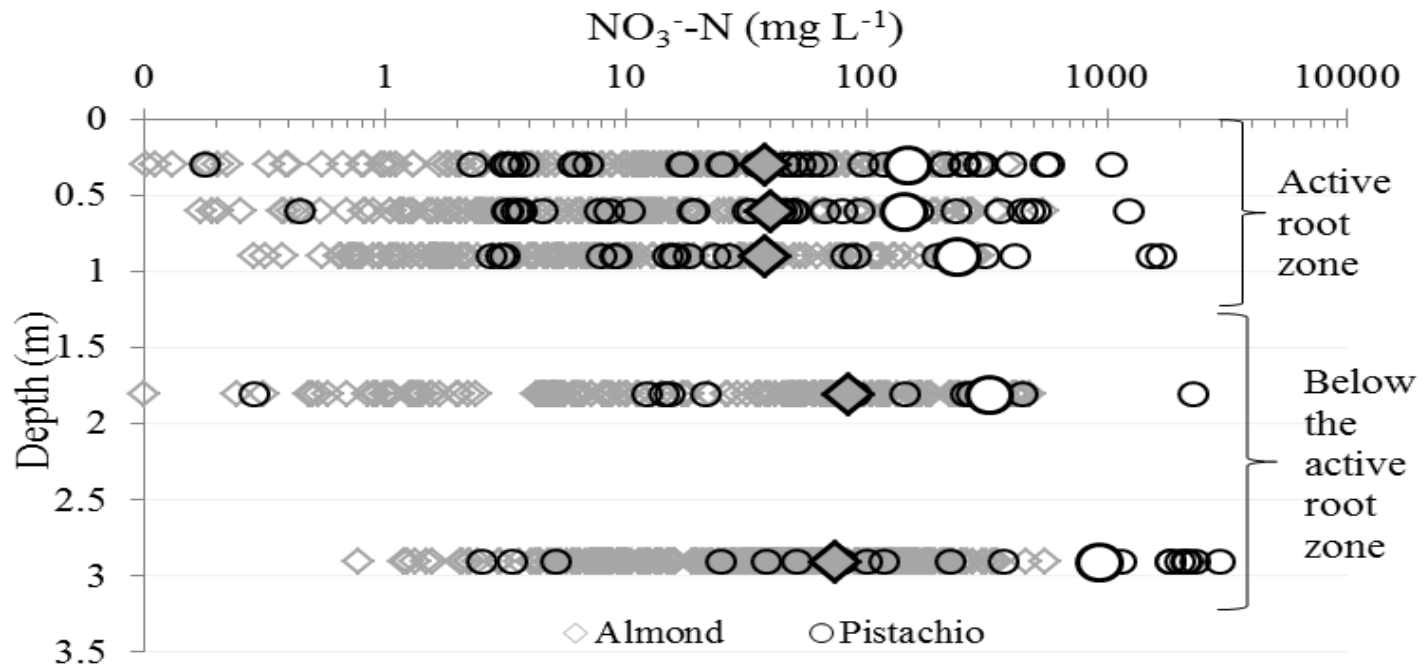 NO₃⁻-N (mg L⁻¹)
0 1 10 100 1000 10000
0
0.5
1
1.5
2
2.5
3
3.5
Depth (m)
Active
root
zone
Below
the
active
root
zone
Almond Pistachio